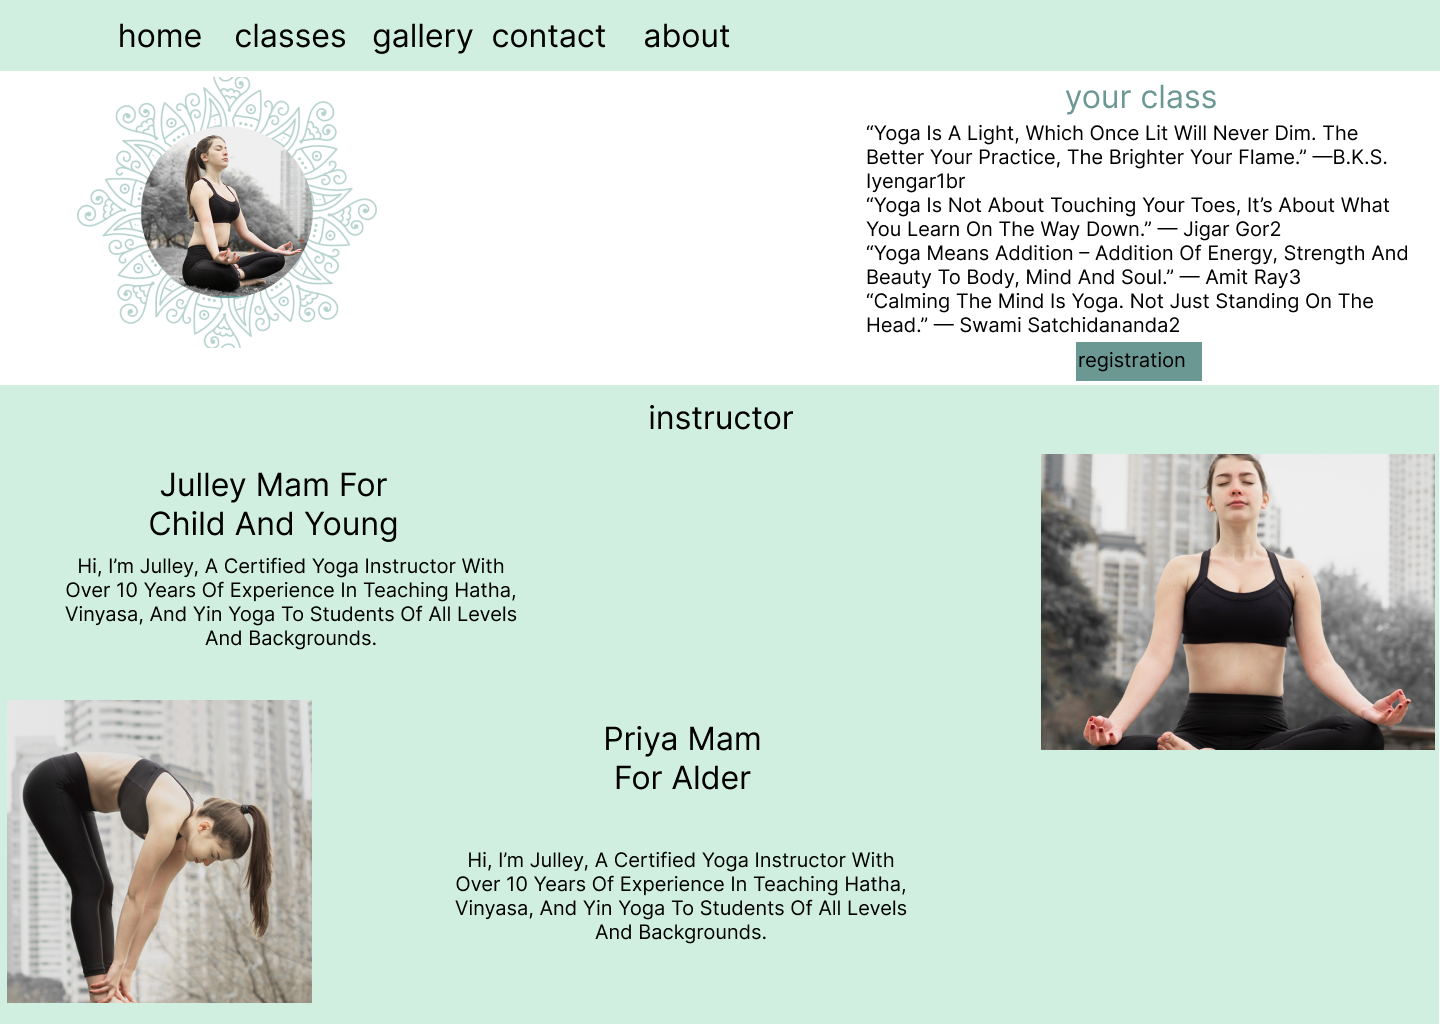 home classes gallery contact about
your class
“Yoga Is A Light, Which Once Lit Will Never Dim. The
Better Your Practice, The Brighter Your Flame.” —B.K.S.
Iyengar1br
“Yoga Is Not About Touching Your Toes, It’s About What
You Learn On The Way Down.” — Jigar Gor2
“Yoga Means Addition – Addition Of Energy, Strength And
Beauty To Body, Mind And Soul.” — Amit Ray3
“Calming The Mind Is Yoga. Not Just Standing On The
Head.” — Swami Satchidananda2
registration
instructor
Julley Mam For
Child And Young
Hi, I’m Julley, A Certified Yoga Instructor With
Over 10 Years Of Experience In Teaching Hatha,
Vinyasa, And Yin Yoga To Students Of All Levels
And Backgrounds.
Priya Mam
For Alder
Hi, I’m Julley, A Certified Yoga Instructor With
Over 10 Years Of Experience In Teaching Hatha,
Vinyasa, And Yin Yoga To Students Of All Levels
And Backgrounds.